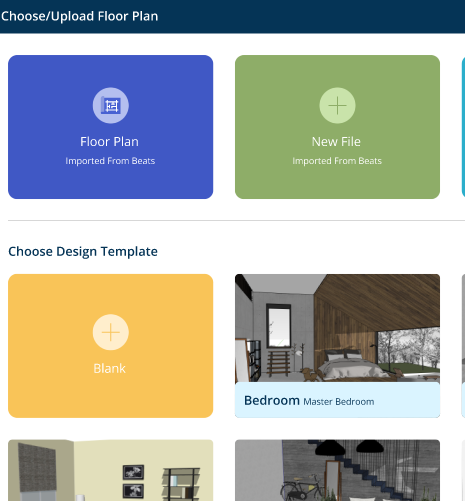 Choose/Upload Floor Plan
Floor Plan
Imported From Beats
New File
Imported From Beats
Choose Design Template
Blank
Bedroom Master Bedroom